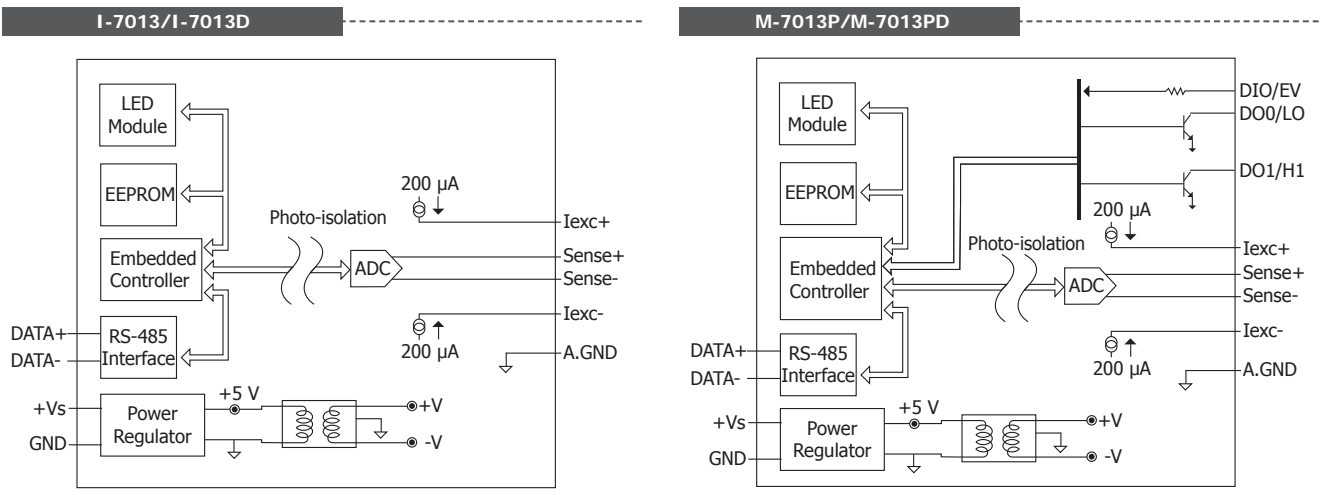 I-7013/I-7013D
LED
Module
EEPROM
Embedded
Controller
RS-485
Interface
Power
Regulator
DATA+
DATA-
+Vs
GND
+5 V
+V
-V
Photo-isolation
ADC
200 µA
200 µA
Iexc+
Sense+
Sense-
Iexc-
A.GND
M-7013P/M-7013PD
LED
Module
EEPROM
Embedded
Controller
RS-485
Interface
Power
Regulator
DATA+
DATA-
+Vs
GND
+5 V
+V
-V
Photo-isolation
ADC
200 µA
200 µA
DIO/EV
DO0/LO
DO1/H1
Iexc+
Sense+
Sense-
Iexc-
A.GND